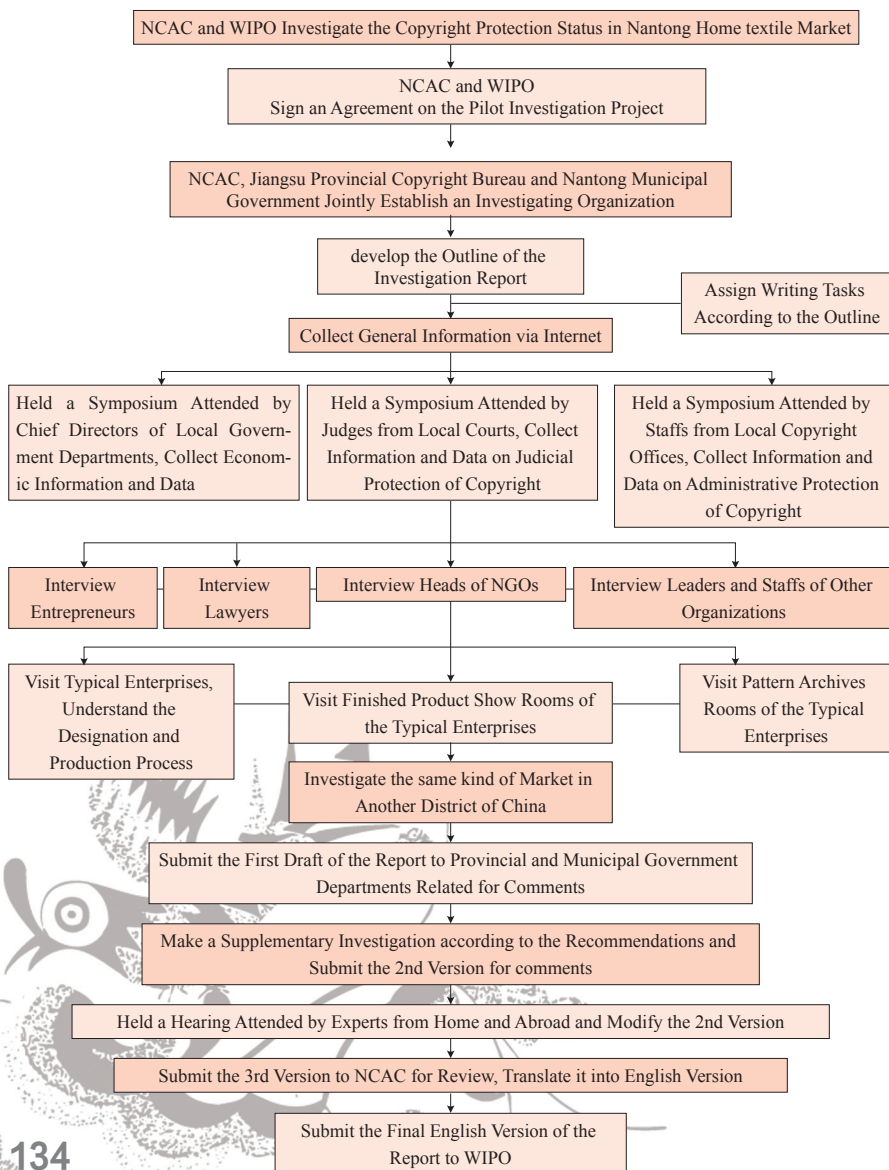 NCAC and WIPO Investigate the Copyright Protection Status in Nantong Home textile Market
NCAC and WIPO
Sign an Agreement on the Pilot Investigation Project
NCAC, Jiangsu Provincial Copyright Bureau and Nantong Municipal
Government Jointly Establish an Investigating Organization
develop the Outline of the
Investigation Report
Assign Writing Tasks
According to the Outline
Collect General Information via Internet
Held a Symposium Attended by
Chief Directors of Local Govern-
ment Departments, Collect Econom-
ic Information and Data
Held a Symposium Attended by
Judges from Local Courts, Collect
Information and Data on Judicial
Protection of Copyright
Held a Symposium Attended by
Staffs from Local Copyright
Offices, Collect Information and
Data on Administrative Protection
of Copyright
Interview
Entrepreneurs
Interview
Lawyers
Interview Heads of NGOs
Interview Leaders and Staffs of Other
Organizations
Visit Typical Enterprises,
Understand the
Designation and
Production Process
Visit Finished Product Show Rooms of
the Typical Enterprises
Visit Pattern Archives
Rooms of the Typical
Enterprises
Investigate the same kind of Market in
Another District of China
Submit the First Draft of the Report to Provincial and Municipal Government
Departments Related for Comments
Make a Supplementary Investigation according to the Recommendations and
Submit the 2nd Version for comments
Held a Hearing Attended by Experts from Home and Abroad and Modify the 2nd Version
Submit the 3rd Version to NCAC for Review, Translate it into English Version
Submit the Final English Version of the
Report to WIPO
134